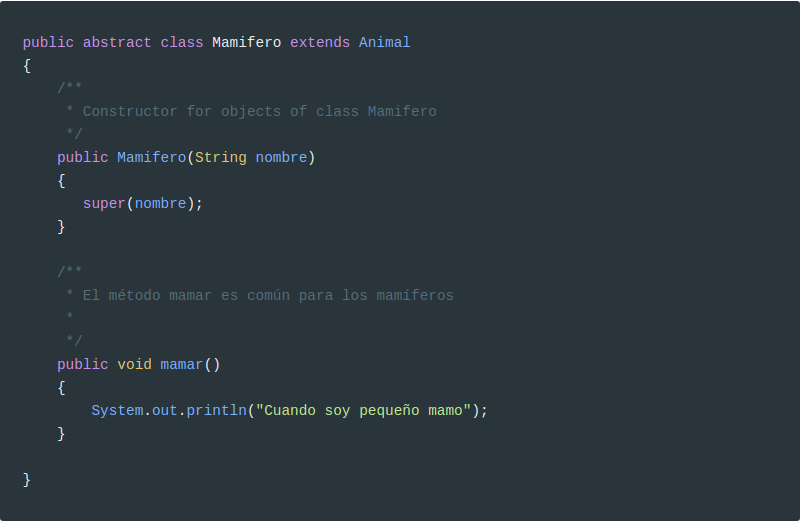 public abstract class Mamifero extends Animal
{
    /**
     * Constructor for objects of class Mamifero
     */
    public Mamifero(String nombre)
    {
       super(nombre);
    }

    /**
     * El método mamar es común para los mamíferos
     *
     */
    public void mamar()
    {
        System.out.println("Cuando soy pequeño mamo");
    }

}